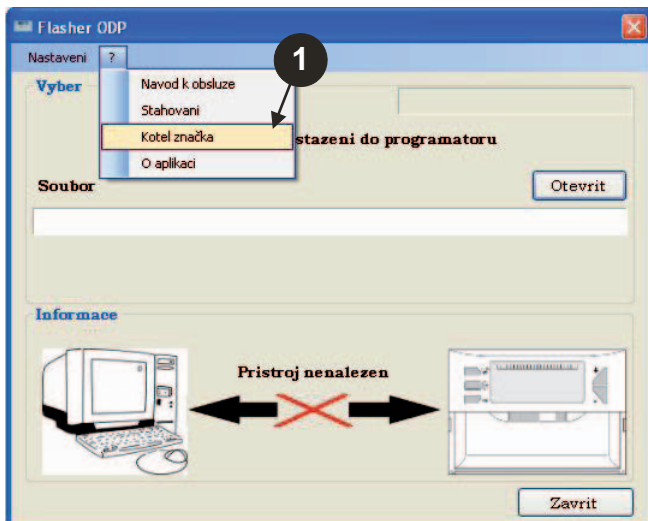 Flasher ODP
Nastaveni ?
1
Vyber
Navod k obsluze
Stahovani
Kotel značka
O aplikaci
stazeni do programatoru
Soubor
Otevrit
Informace
Pristroj nenalezen
Zavrit